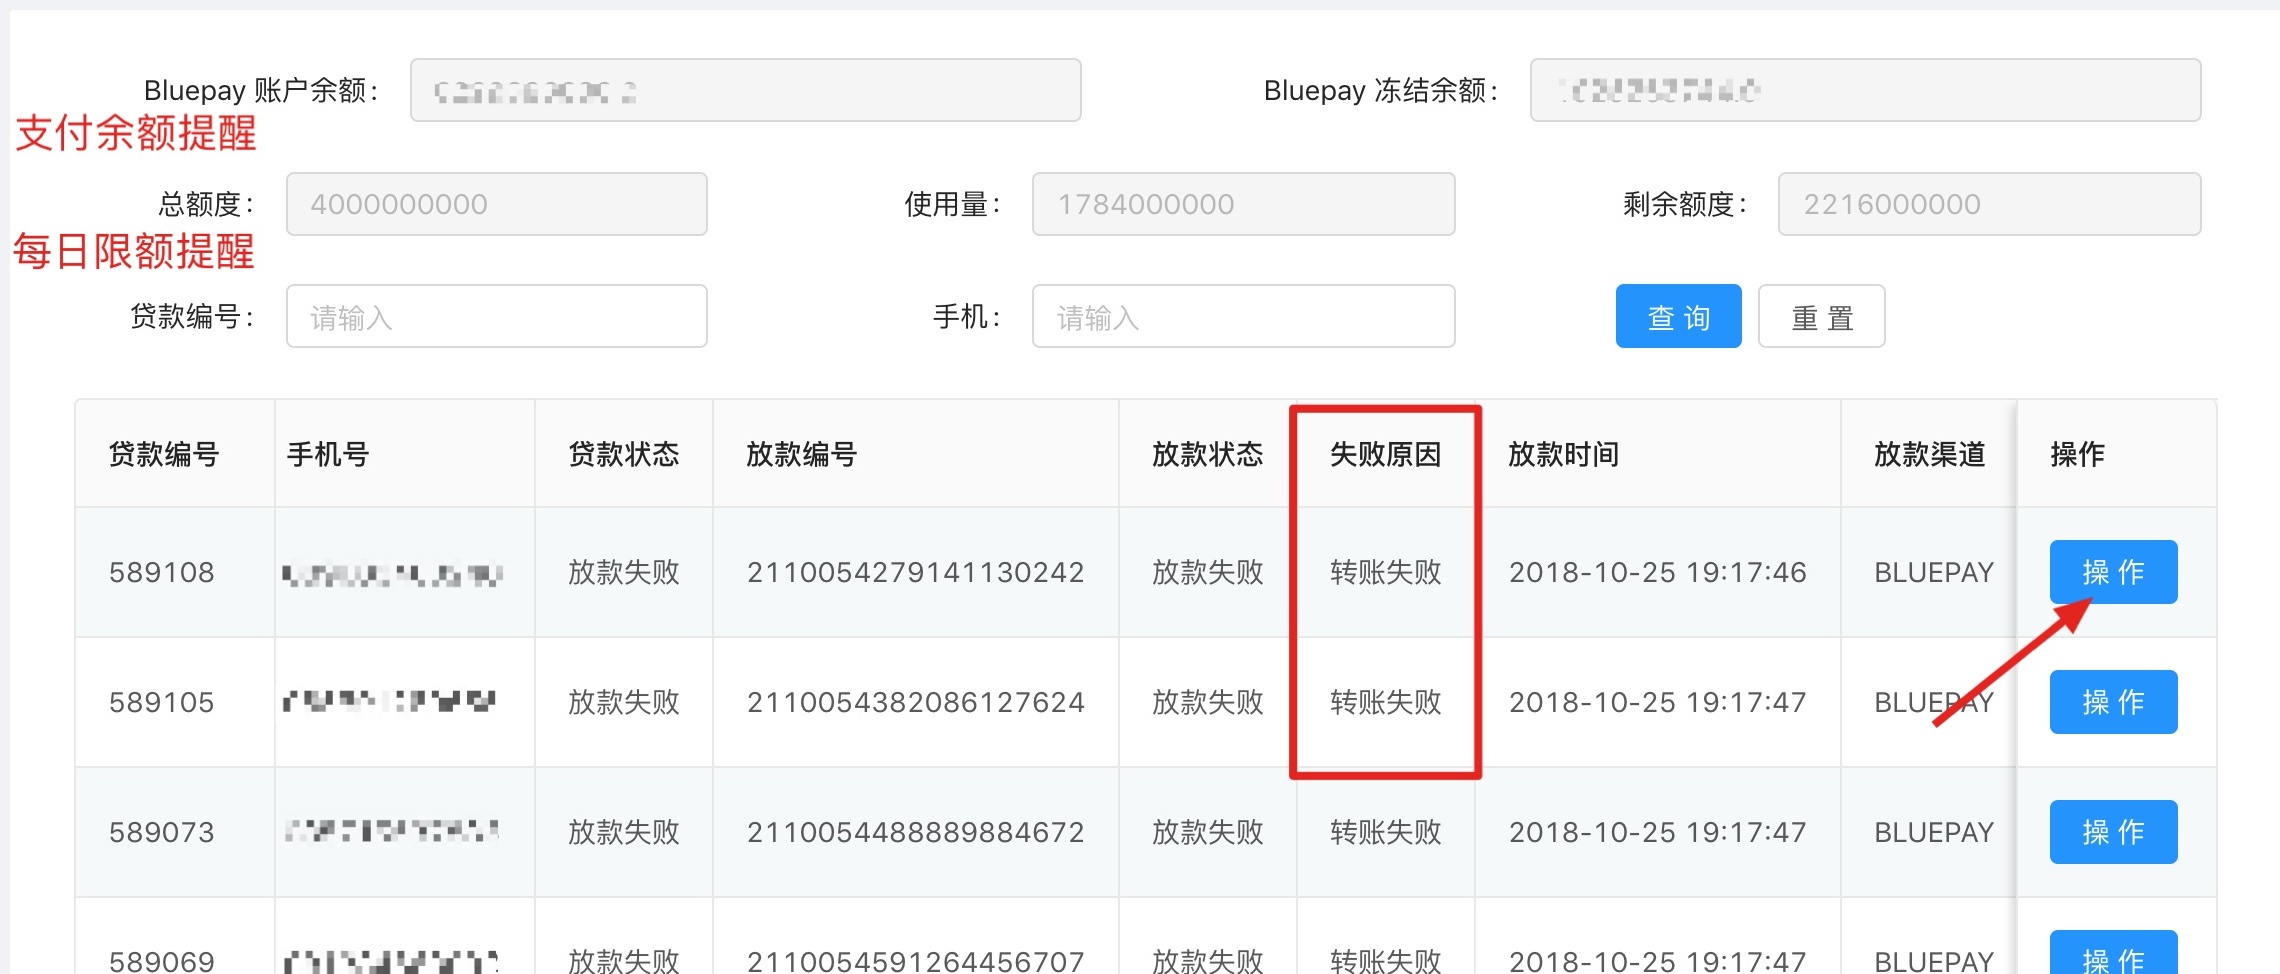 Bluepay 账户余额:
Bluepay 冻结余额:
支付余额提醒
总额度: 4000000000 使用量: 1784000000 剩余额度: 2216000000
每日限额提醒
贷款编号: 请输入 手机: 请输入 查 询 重 置
贷款编号 手机号 贷款状态 放款编号 放款状态 失败原因 放款时间 放款渠道 操作
589108 放款失败 2110054279141130242 放款失败 转账失败 2018-10-25 19:17:46 BLUEPAY 操 作
589105 放款失败 2110054382086127624 放款失败 转账失败 2018-10-25 19:17:47 BLUEPAY 操 作
589073 放款失败 2110054488889884672 放款失败 转账失败 2018-10-25 19:17:47 BLUEPAY 操 作
589069 放款失败 2110054591264456707 放款失败 转账失败 2018-10-25 19:17:47 BLUEPAY 操 作